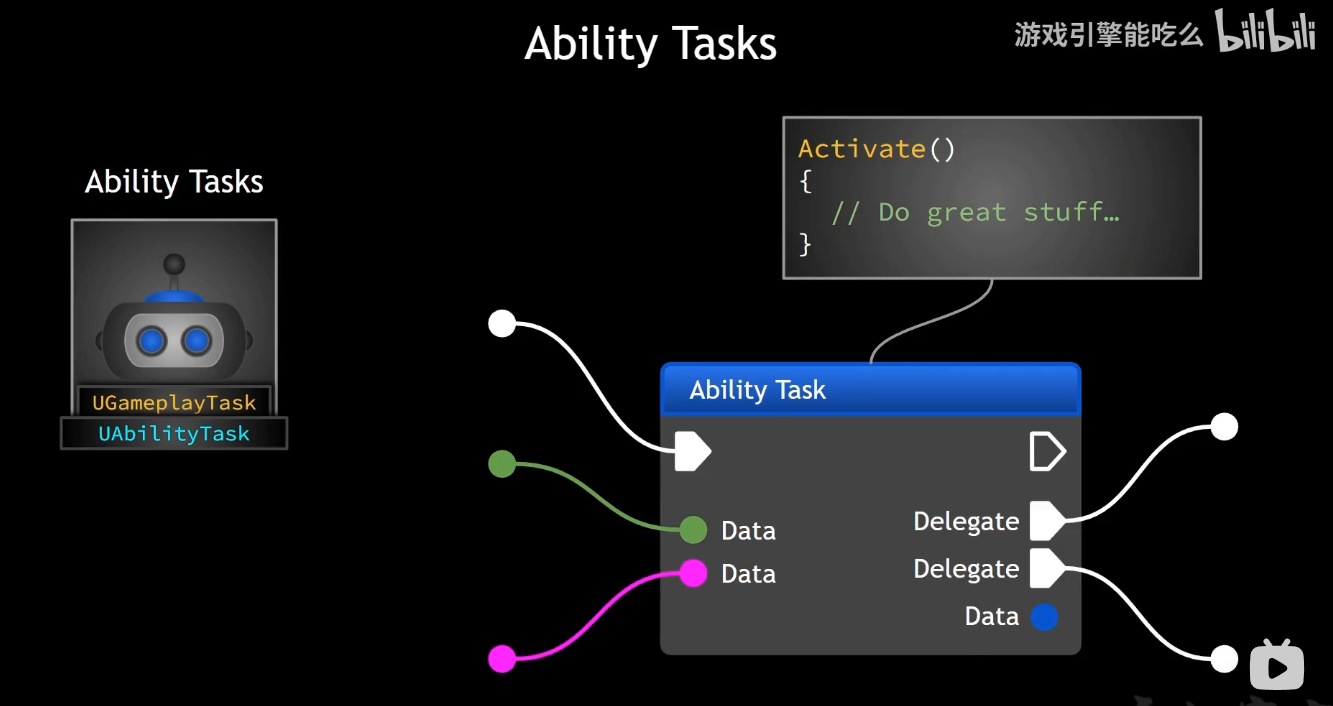 Ability Tasks
游戏引擎能吃么 bilibili
Ability Tasks
UGameplayTask
UAbilityTask
Activate()
{
// Do great stuff…
}
Ability Task
Data
Data
Delegate
Delegate
Data